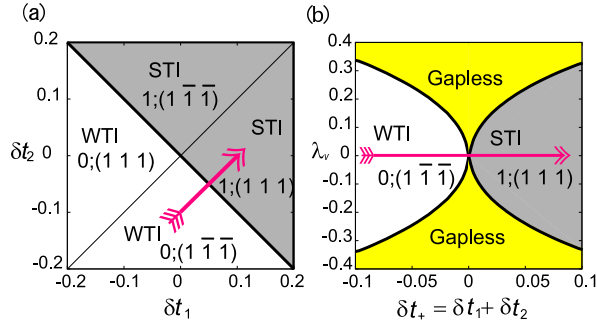 (a)
0.2
0.1
δt₂
0
-0.1
-0.2
-0.2
-0.1
0
0.1
0.2
δt₁
STI
1;(1 1̅ 1̅)
STI
1;(1 1 1)
WTI
0;(1 1 1)
WTI
0;(1 1̅ 1̅)
(b)
0.4
0.3
0.2
0.1
λᵥ 0
0.1
0.2
-0.3
-0.4
-0.1
-0.05
0
0.05
0.1
δt₊ = δt₁ + δt₂
Gapless
WTI
0;(1 1̅ 1̅)
STI
1;(1 1 1)
Gapless